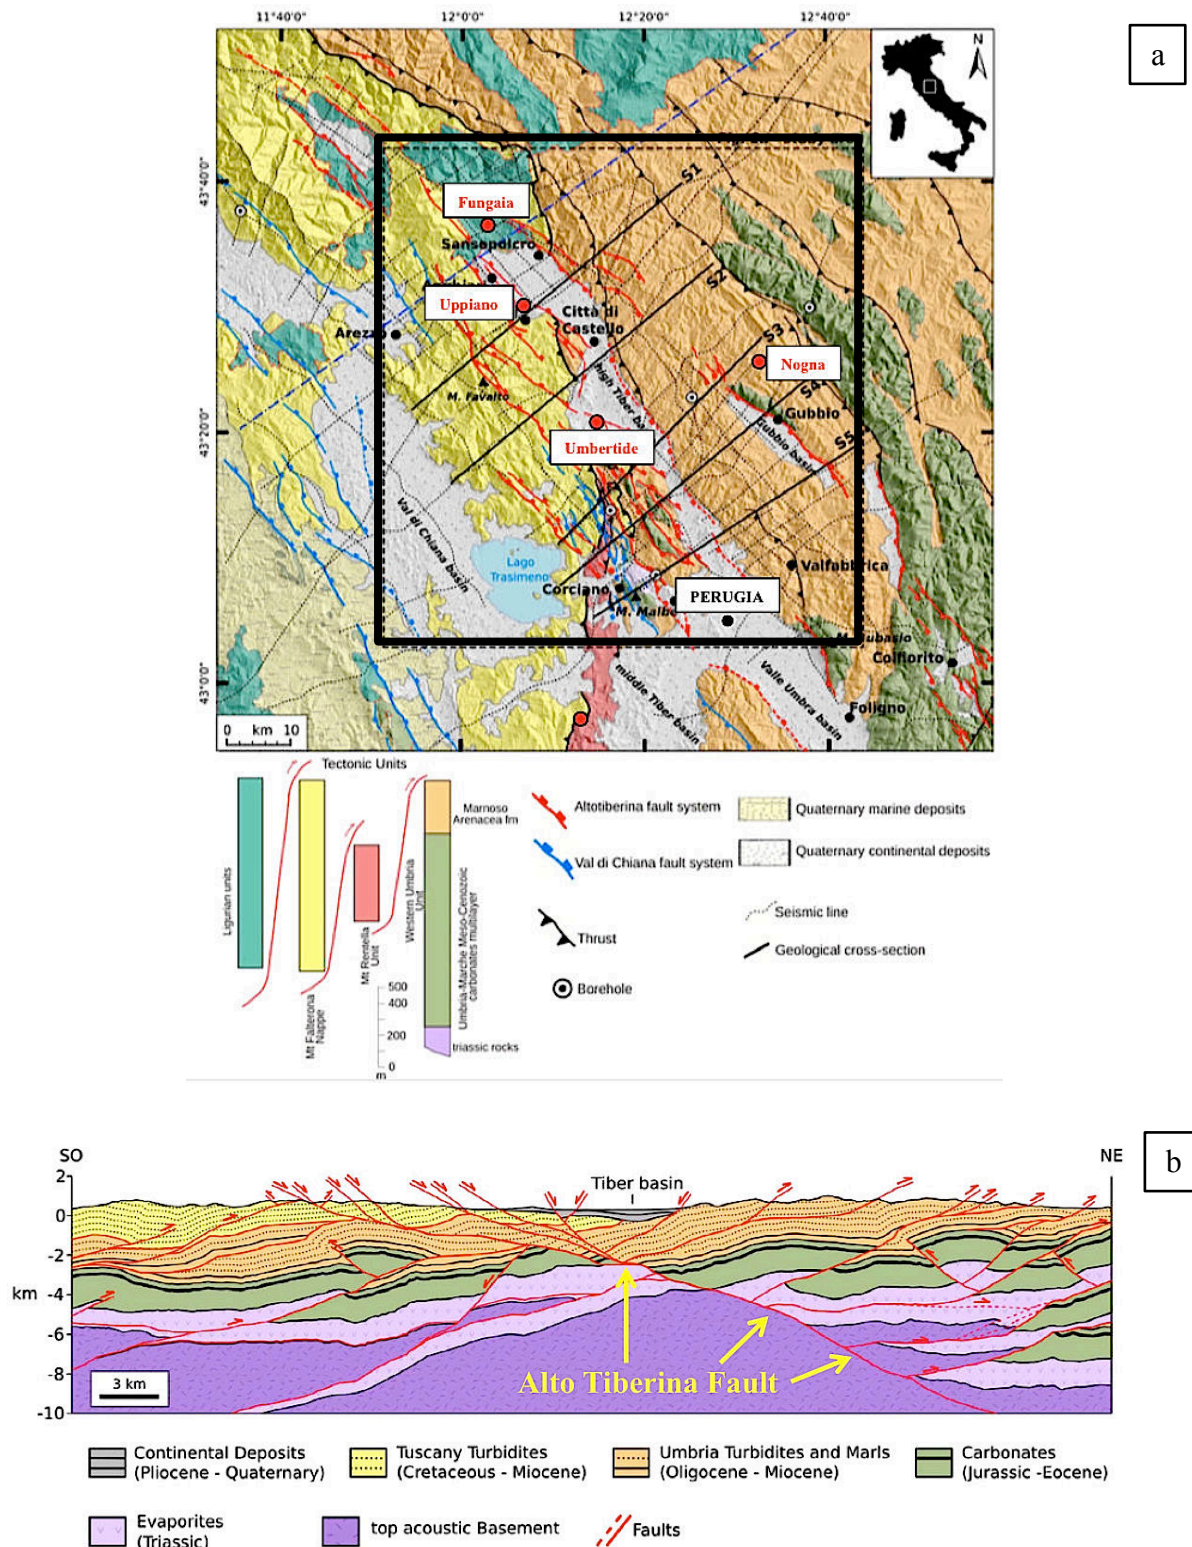 11°40'0"
12°0'0"
12°20'0"
12°40'0"
a
N
43°40'0"
43°20'0"
43°0'0"
S1
Fungaia
Sansepolcro
S2
Uppiano
Città di
Castello
Arezzo
S3
Nogna
M. Favalto
high Tiber ba
S4
Gubbio
Gubbio basin
Umbertide
S5
Val di Chiana basin
Lago
Trasimeno
Valfabbrica
Corciano
PERUGIA
M. Malbe
M. Subasio
Colfiorito
middle Tiber basin
Valle Umbra basin
Foligno
0 km 10
Tectonic Units
Ligurian units
Mt Falterona
Nappe
Mt Rentella
Unit
Western Umbria
Unit
Marnoso
Arenacea fm
Umbria-Marche Meso-Cenozoic
carbonates multilayer
triassic rocks
500
400
200
0
m
Altotiberina fault system
Val di Chiana fault system
Thrust
Borehole
Quaternary marine deposits
Quaternary continental deposits
Seismic line
Geological cross-section
b
SO
NE
Tiber basin
2
0
-2
km
-4
-6
-8
-10
3 km
Alto Tiberina Fault
Continental Deposits
(Pliocene - Quaternary)
Tuscany Turbidites
(Cretaceous - Miocene)
Umbria Turbidites and Marls
(Oligocene - Miocene)
Carbonates
(Jurassic -Eocene)
Evaporites
(Triassic)
top acoustic Basement
Faults